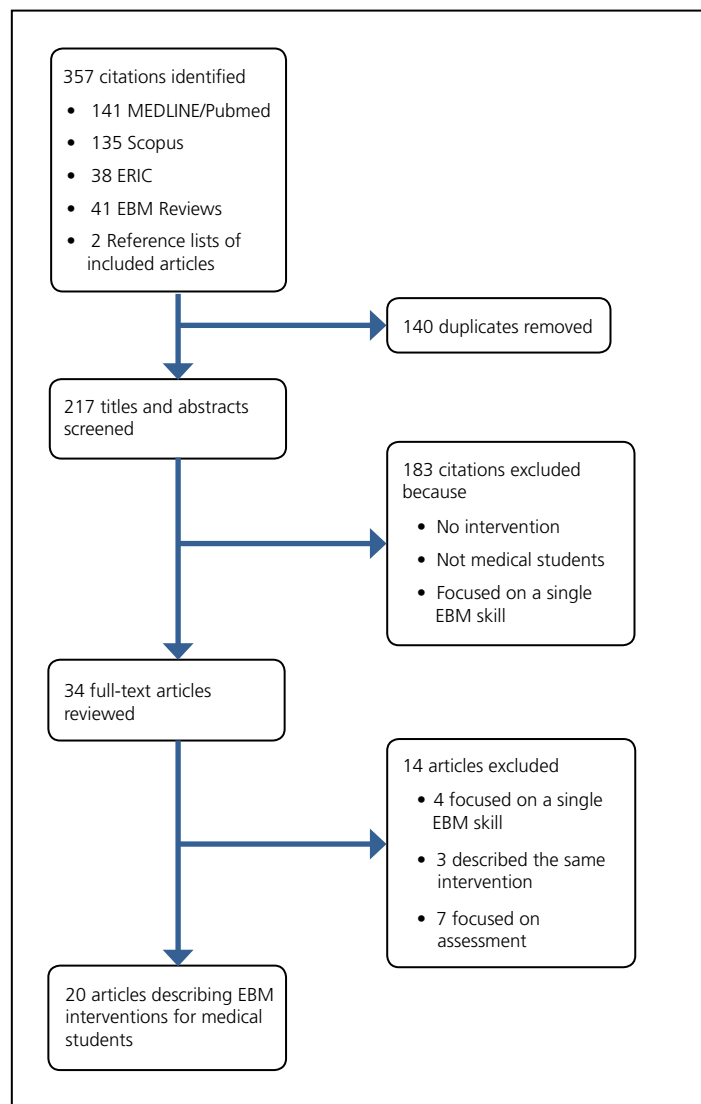 357 citations identified
• 141 MEDLINE/Pubmed
• 135 Scopus
• 38 ERIC
• 41 EBM Reviews
• 2 Reference lists of
included articles
140 duplicates removed
217 titles and abstracts
screened
183 citations excluded
because
• No intervention
• Not medical students
• Focused on a single
EBM skill
34 full-text articles
reviewed
14 articles excluded
• 4 focused on a single
EBM skill
• 3 described the same
intervention
• 7 focused on
assessment
20 articles describing EBM
interventions for medical
students